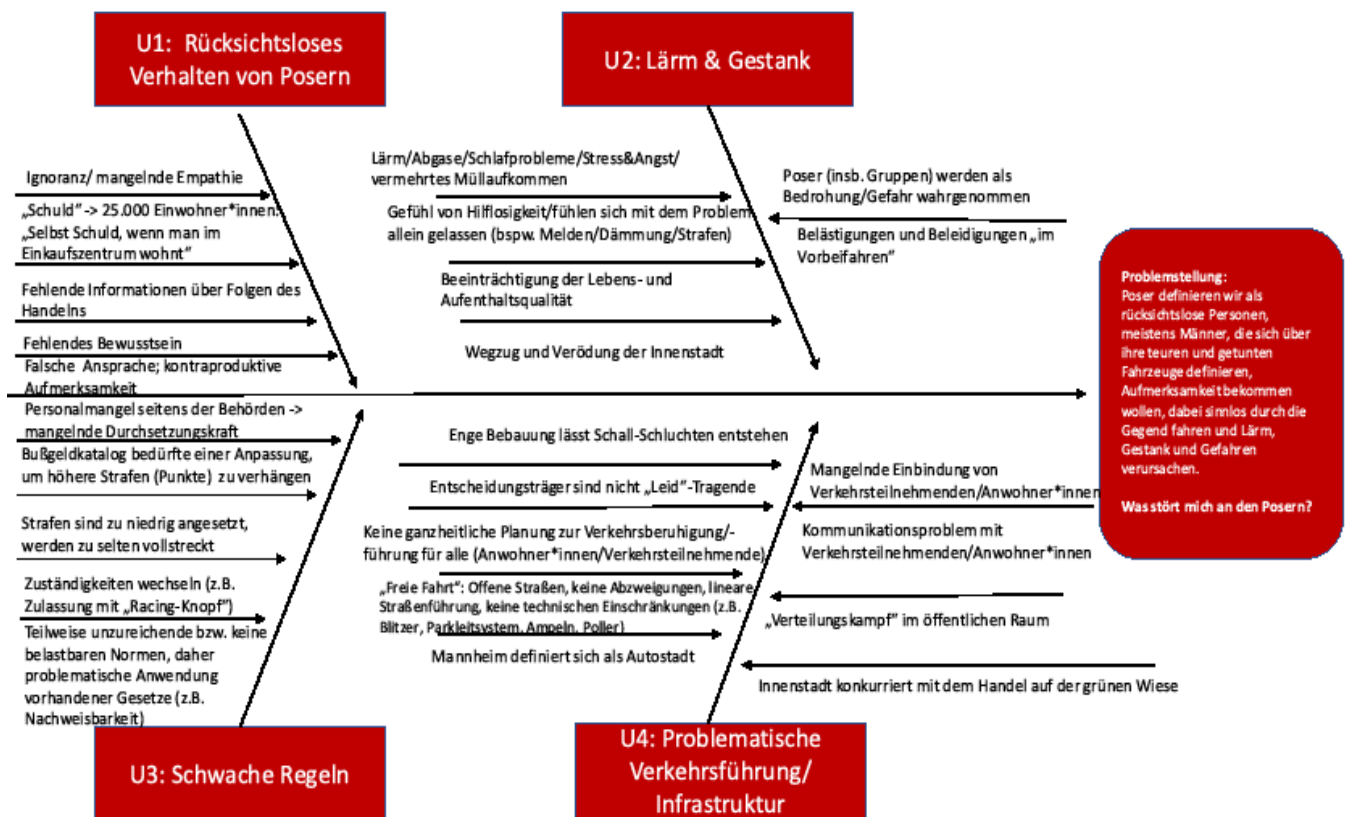 U1: Rücksichtsloses
Verhalten von Posern
U2: Lärm & Gestank
Ignoranz/ mangelnde Empathie
„Schuld" -> 25.000 Einwohner*innen:
„Selbst Schuld, wenn man im
Einkaufszentrum wohnt"
Fehlende Informationen über Folgen des
Handelns
Fehlendes Bewusstsein
Falsche Ansprache; kontraproduktive
Aufmerksamkeit
Lärm/Abgase/Schlafprobleme/Stress&Angst/
vermehrtes Müllaufkommen
Gefühl von Hilflosigkeit/fühlen sich mit dem Problem
allein gelassen (bspw. Melden/Dämmung/Strafen)
Beeinträchtigung der Lebens- und
Aufenthaltsqualität
Wegzug und Verödung der Innenstadt
Poser (insb. Gruppen) werden als
Bedrohung/Gefahr wahrgenommen
Belästigungen und Beleidigungen „im
Vorbeifahren"
Problemstellung:
Poser definieren wir als
rücksichtslose Personen,
meistens Männer, die sich über
ihre teuren und getunten
Fahrzeuge definieren,
Aufmerksamkeit bekommen
wollen, dabei sinnlos durch die
Gegend fahren und Lärm,
Gestank und Gefahren
verursachen.
Was stört mich an den Posern?
Personalmangel seitens der Behörden ->
mangelnde Durchsetzungskraft
Bußgeldkatalog bedürfte einer Anpassung,
um höhere Strafen (Punkte) zu verhängen
Strafen sind zu niedrig angesetzt,
werden zu selten vollstreckt
Zuständigkeiten wechseln (z.B.
Zulassung mit „Racing-Knopf")
Teilweise unzureichende bzw. keine
belastbaren Normen, daher
problematische Anwendung
vorhandener Gesetze (z.B.
Nachweisbarkeit)
Enge Bebauung lässt Schall-Schluchten entstehen
Entscheidungsträger sind nicht „Leid"-Tragende
Keine ganzheitliche Planung zur Verkehrsberuhigung/-
führung für alle (Anwohner*innen/Verkehrsteilnehmende)
„Freie Fahrt": Offene Straßen, keine Abzweigungen, lineare
Straßenführung, keine technischen Einschränkungen (z.B.
Blitzer, Parkleitsystem, Ampeln, Poller)
Mannheim definiert sich als Autostadt
Mangelnde Einbindung von
Verkehrsteilnehmenden/Anwohner*innen
Kommunikationsproblem mit
Verkehrsteilnehmenden/Anwohner*innen
„Verteilungskampf" im öffentlichen Raum
Innenstadt konkurriert mit dem Handel auf der grünen Wiese
U3: Schwache Regeln
U4: Problematische
Verkehrsführung/
Infrastruktur